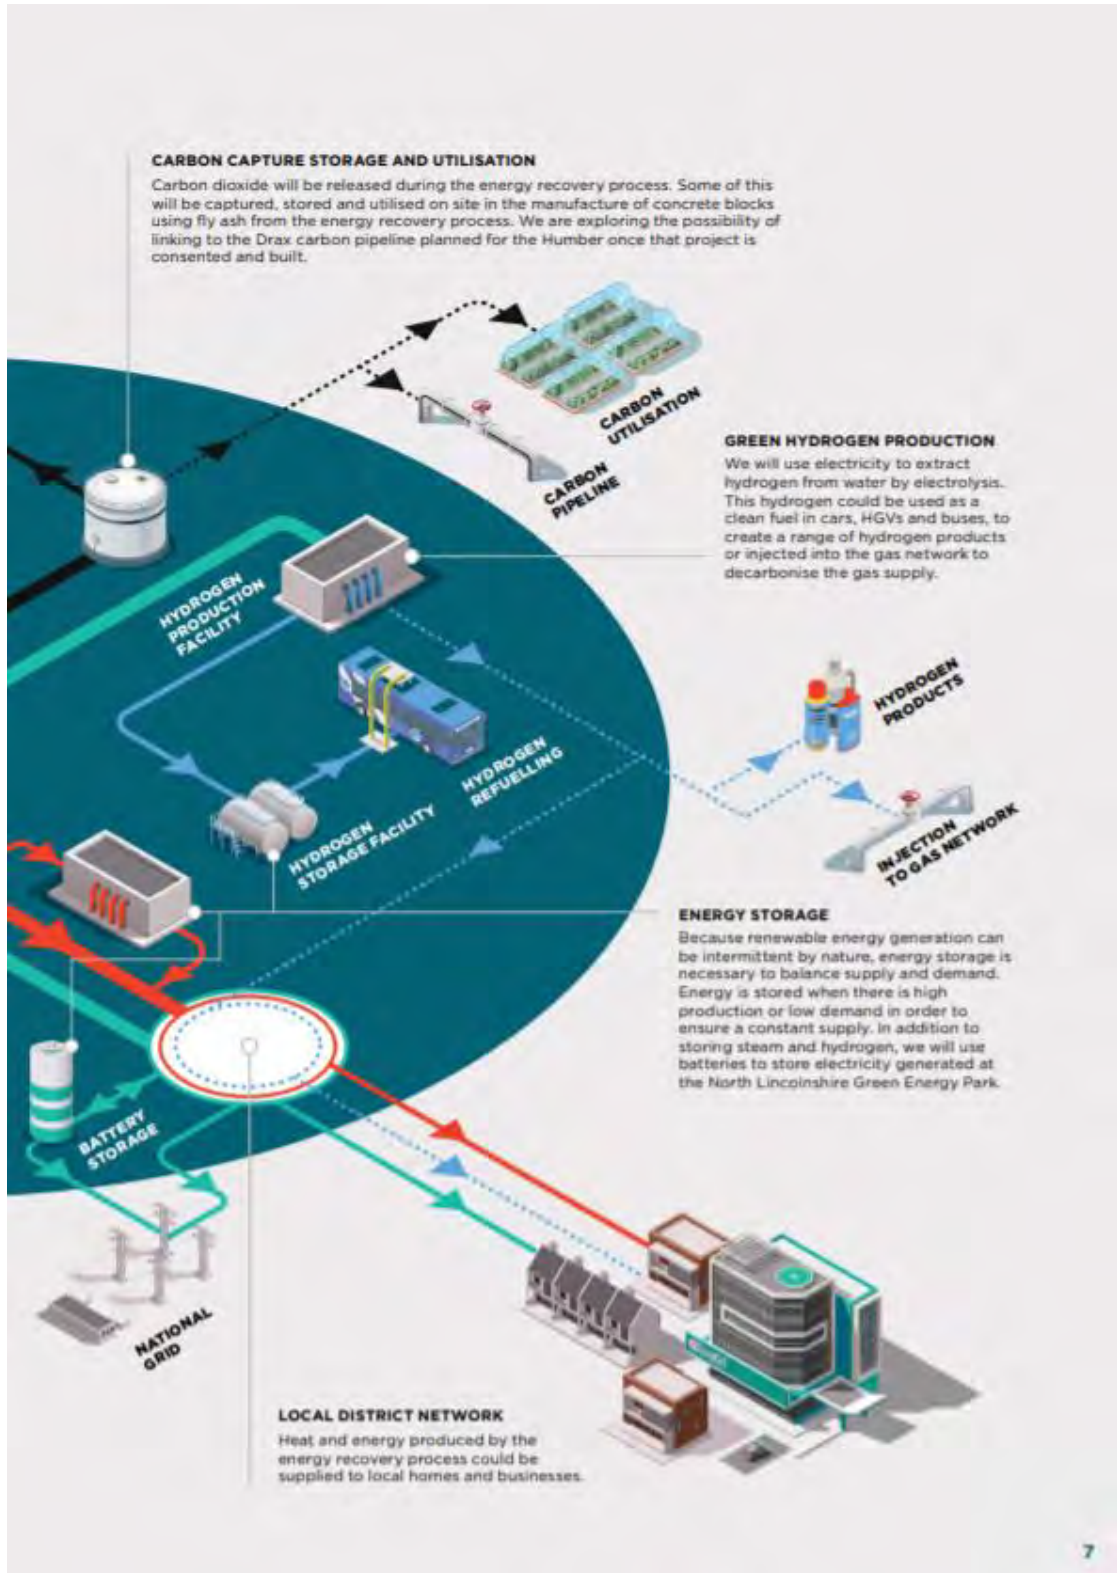 CARBON CAPTURE STORAGE AND UTILISATION
Carbon dioxide will be released during the energy recovery process. Some of this
will be captured, stored and utilised on site in the manufacture of concrete blocks
using fly ash from the energy recovery process. We are exploring the possibility of
linking to the Drax carbon pipeline planned for the Humber once that project is
consented and built.
CARBON
UTILISATION
CARBON
PIPELINE
GREEN HYDROGEN PRODUCTION
We will use electricity to extract
hydrogen from water by electrolysis.
This hydrogen could be used as a
clean fuel in cars, HGVs and buses, to
create a range of hydrogen products
or injected into the gas network to
decarbonise the gas supply.
HYDROGEN
PRODUCTION
FACILITY
HYDROGEN
PRODUCTS
HYDROGEN
REFUELLING
HYDROGEN
STORAGE FACILITY
INJECTION
TO GAS NETWORK
ENERGY STORAGE
Because renewable energy generation can
be intermittent by nature, energy storage is
necessary to balance supply and demand.
Energy is stored when there is high
production or low demand in order to
ensure a constant supply. In addition to
storing steam and hydrogen, we will use
batteries to store electricity generated at
the North Lincolnshire Green Energy Park.
BATTERY
STORAGE
NATIONAL
GRID
LOCAL DISTRICT NETWORK
Heat and energy produced by the
energy recovery process could be
supplied to local homes and businesses.
7